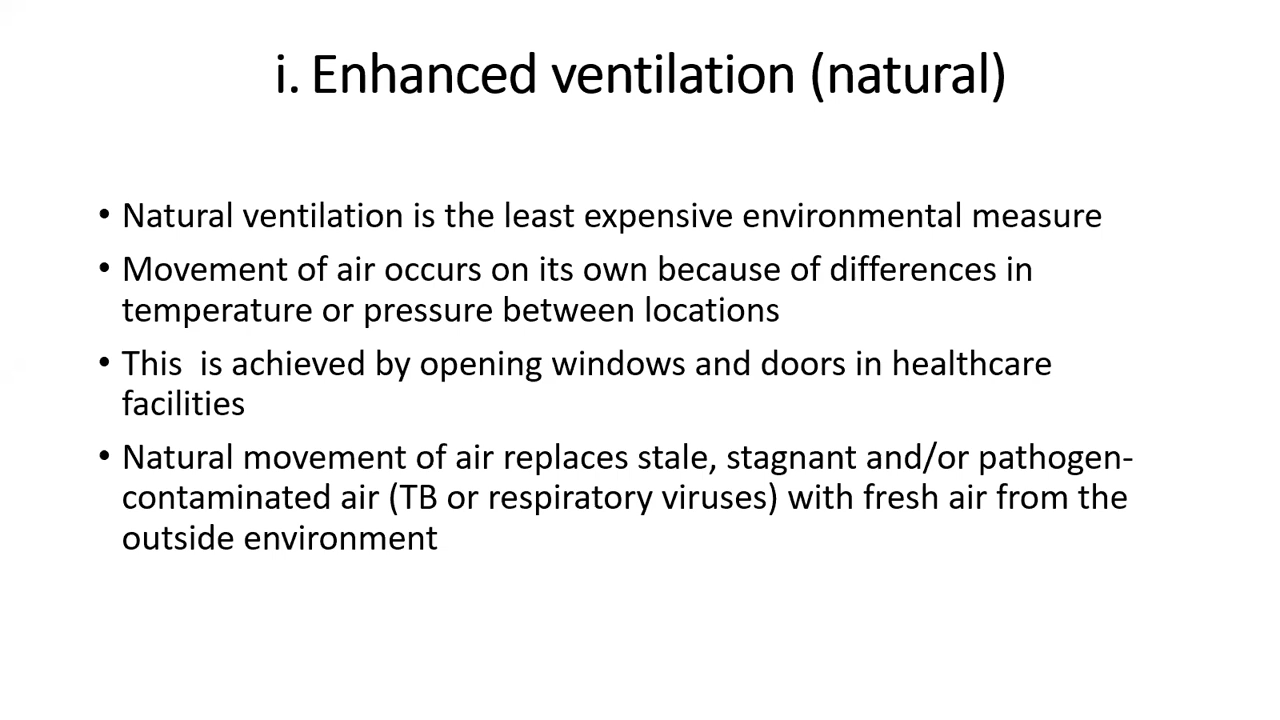 i. Enhanced ventilation (natural)
• Natural ventilation is the least expensive environmental measure
• Movement of air occurs on its own because of differences in
temperature or pressure between locations
• This  is achieved by opening windows and doors in healthcare
facilities
• Natural movement of air replaces stale, stagnant and/or pathogen-
contaminated air (TB or respiratory viruses) with fresh air from the
outside environment